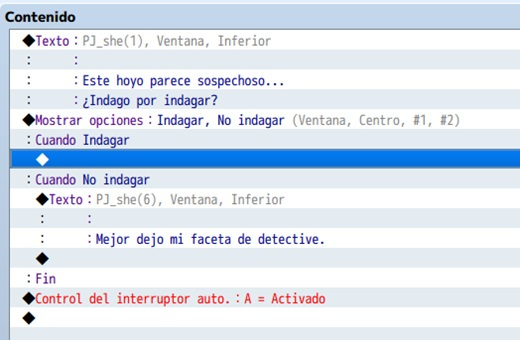 Contenido
◆Texto : PJ_she(1), Ventana, Inferior
: :
: : Este hoyo parece sospechoso...
: : ¿Indago por indagar?
◆Mostrar opciones : Indagar, No indagar (Ventana, Centro, #1, #2)
: Cuando Indagar
◆
: Cuando No indagar
◆Texto : PJ_she(6), Ventana, Inferior
: :
: : Mejor dejo mi faceta de detective.
◆
: Fin
◆Control del interruptor auto. : A = Activado
◆